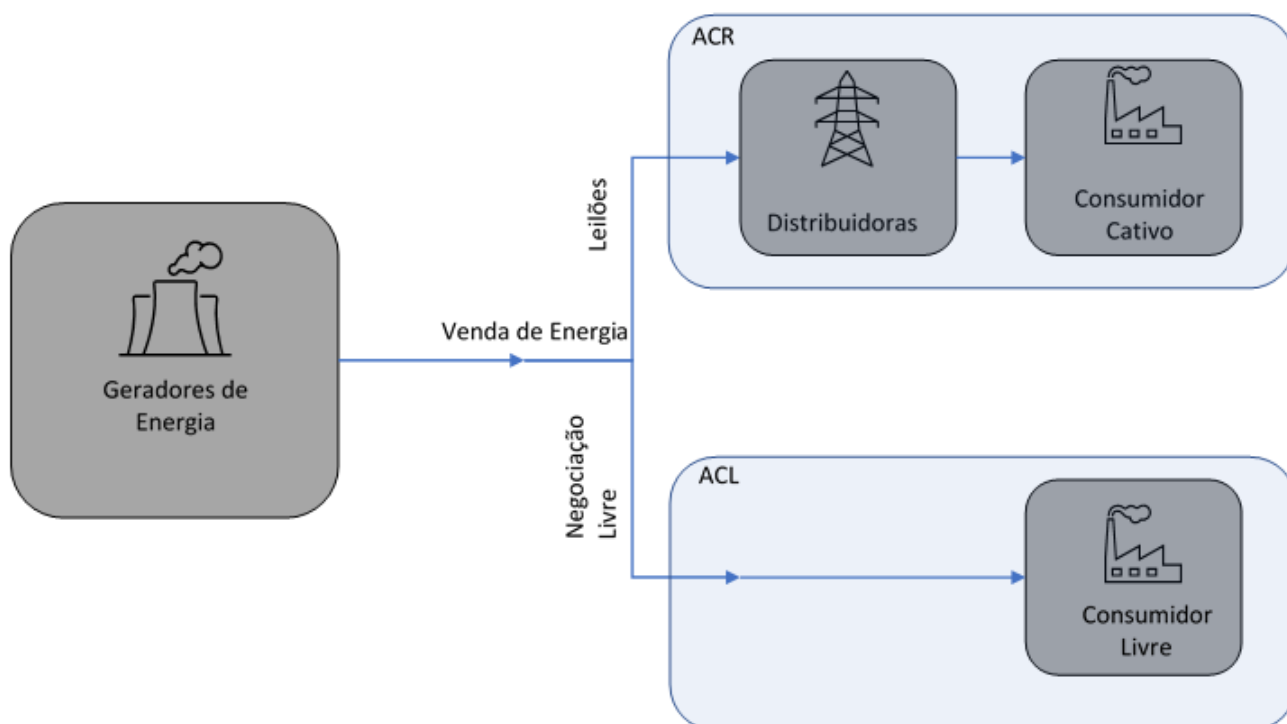 ACR
Distribuidoras
Consumidor
Cativo
Leilões
Venda de Energia
Geradores de
Energia
Negociação
Livre
ACL
Consumidor
Livre